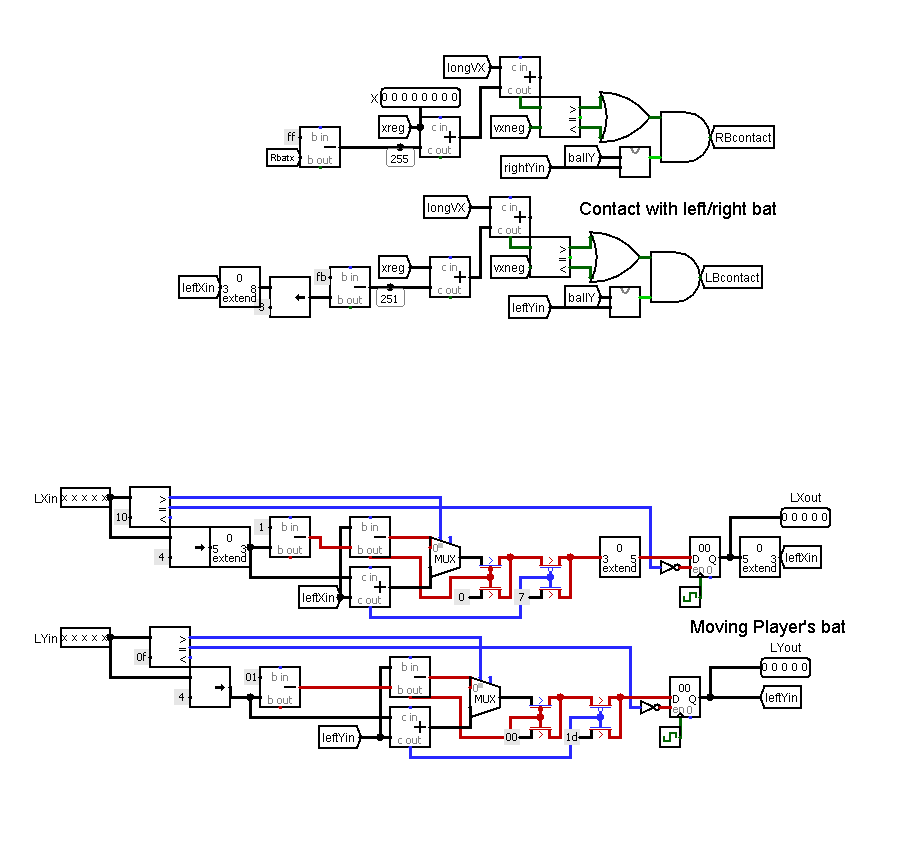 longVX
c in
+
c out
X
0 0 0 0 0 0 0 0
xreg
c in
+
c out
>
=
<
vxneg
RBcontact
ff
b in
Rbatx
b out
255
ballY
rightYin
longVX
c in
+
c out
Contact with left/right bat
xreg
c in
+
c out
>
=
<
vxneg
LBcontact
leftXin
0
3 8
extend
fb
b in
b out
251
ballY
leftYin
LXin
x x x x x
>
=
<
10
4
0
5 3
extend
1
b in
b out
b in
b out
c in
+
c out
leftXin
0
MUX
0
7
0
3 5
extend
00
D Q
en 0
LXout
0 0 0 0 0
0
5 3
extend
leftXin
Moving Player's bat
LYin
x x x x x
>
=
<
0f
4
01
b in
b out
b in
b out
c in
+
c out
leftYin
0
MUX
00
1d
00
D Q
en 0
LYout
0 0 0 0 0
leftYin